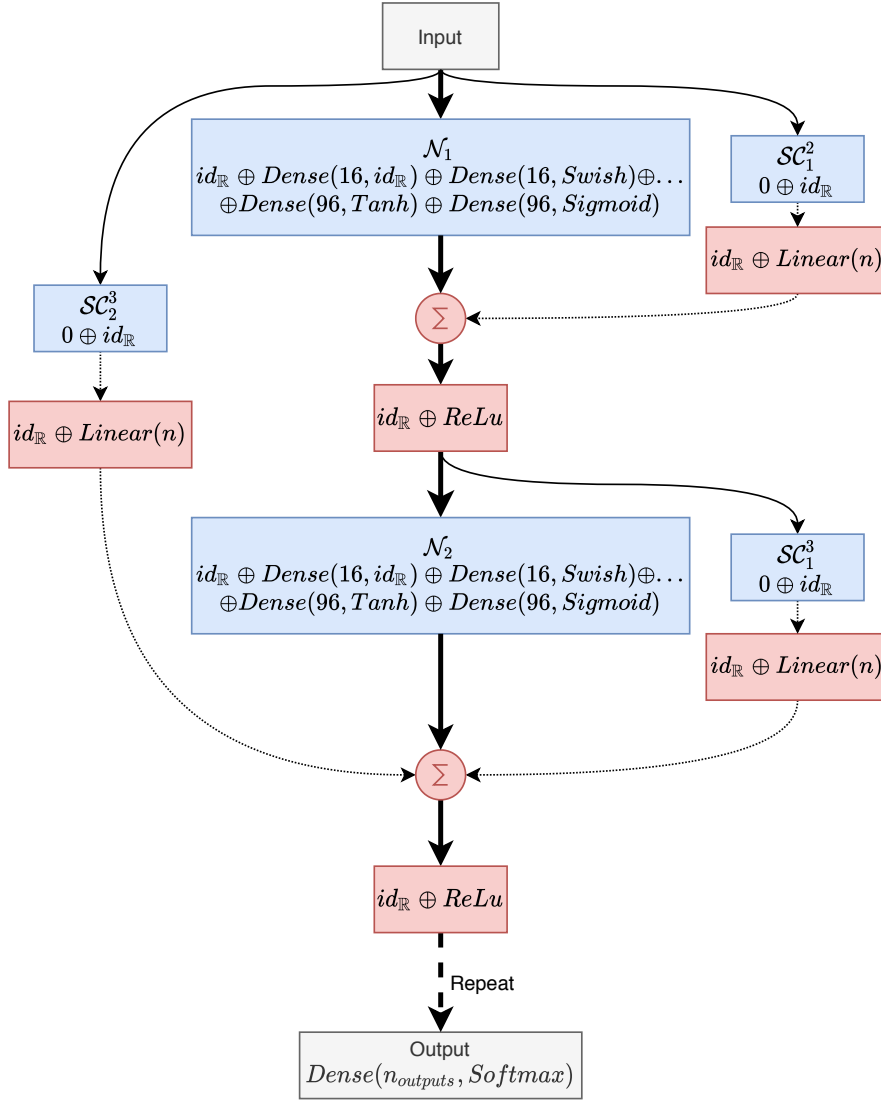 Input
𝒩₁
id_ℝ ⊕ Dense(16, id_ℝ) ⊕ Dense(16, Swish)⊕...
⊕Dense(96, Tanh) ⊕ Dense(96, Sigmoid)
𝒮𝒞₁²
0 ⊕ id_ℝ
id_ℝ ⊕ Linear(n)
𝒮𝒞₂³
0 ⊕ id_ℝ
∑
id_ℝ ⊕ ReLu
id_ℝ ⊕ Linear(n)
𝒩₂
id_ℝ ⊕ Dense(16, id_ℝ) ⊕ Dense(16, Swish)⊕...
⊕Dense(96, Tanh) ⊕ Dense(96, Sigmoid)
𝒮𝒞₁³
0 ⊕ id_ℝ
id_ℝ ⊕ Linear(n)
∑
id_ℝ ⊕ ReLu
Repeat
Output
Dense(n_outputs, Softmax)